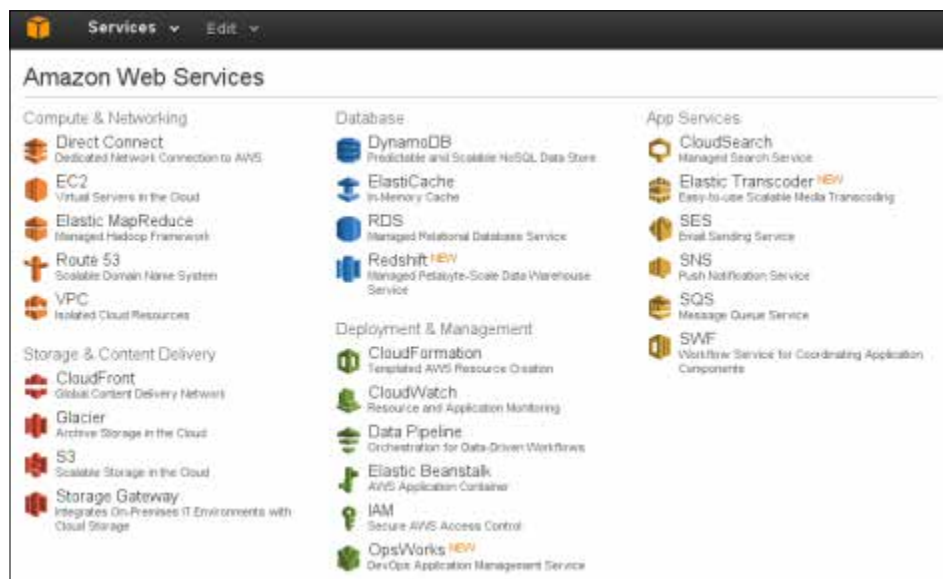 Services Edit
Amazon Web Services
Compute & Networking
Direct Connect
Dedicated Network Connection to AWS
EC2
Virtual Servers in the Cloud
Elastic MapReduce
Managed Hadoop Framework
Route 53
Scalable Domain Name System
VPC
Isolated Cloud Resources
Storage & Content Delivery
CloudFront
Global Content Delivery Network
Glacier
Archive Storage in the Cloud
S3
Scalable Storage in the Cloud
Storage Gateway
Integrates On-Premises IT Environments with
Cloud Storage
Database
DynamoDB
Predictable and Scalable NoSQL Data Store
ElastiCache
In-Memory Cache
RDS
Managed Relational Database Service
Redshift NEW
Managed Petabyte-Scale Data Warehouse
Service
Deployment & Management
CloudFormation
Templated AWS Resource Creation
CloudWatch
Resource and Application Monitoring
Data Pipeline
Orchestration for Data-Driven Workflows
Elastic Beanstalk
AWS Application Container
IAM
Secure AWS Access Control
OpsWorks NEW
DevOps Application Management Service
App Services
CloudSearch
Managed Search Service
Elastic Transcoder NEW
Easy-to-use Scalable Media Transcoding
SES
Email Sending Service
SNS
Push Notification Service
SQS
Message Queue Service
SWF
Workflow Service for Coordinating Application
Components